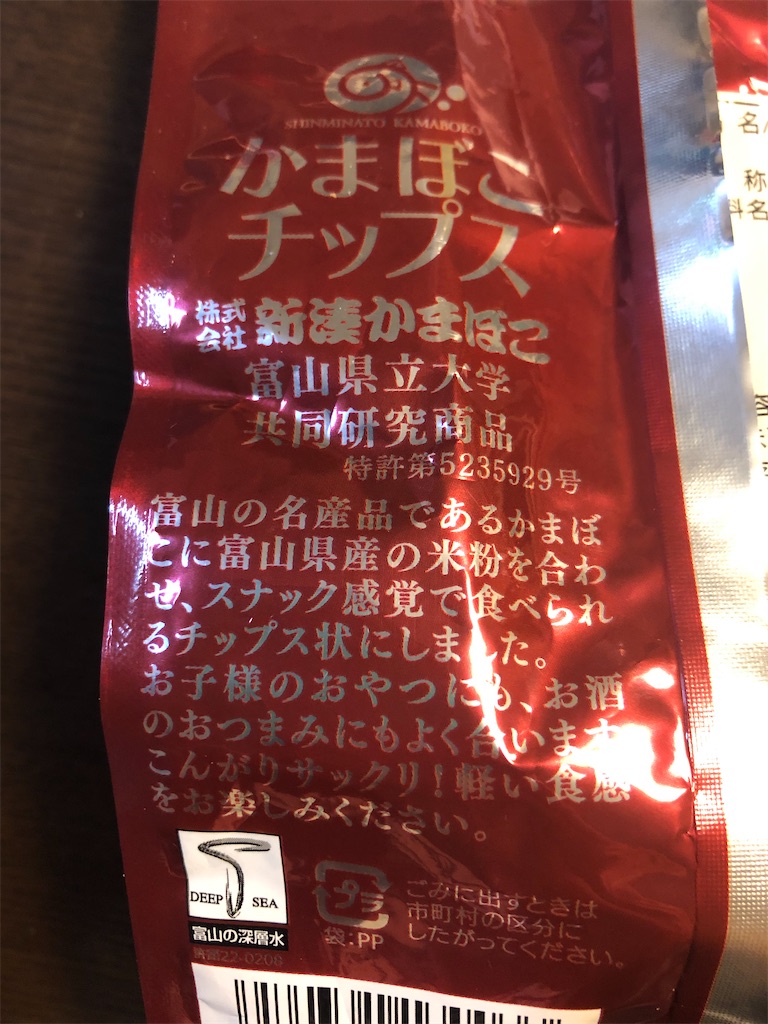 SHINMINATO KAMABOKO
かまぼこ
チップス
株式
会社 新湊かまぼこ
富山県立大学
共同研究商品
特許第5235929号
富山の名産品であるかまぼ
こに富山県産の米粉を合わ
せ、スナック感覚で食べられ
るチップス状にしました。
お子様のおやつにも、お酒
のおつまみにもよく合います。
こんがりサックリ!軽い食感
をお楽しみください。
DEEP SEA
富山の深層水
22-0208
プラ
袋:PP
ごみに出すときは
市町村の区分に
したがってください。
名
称
料名